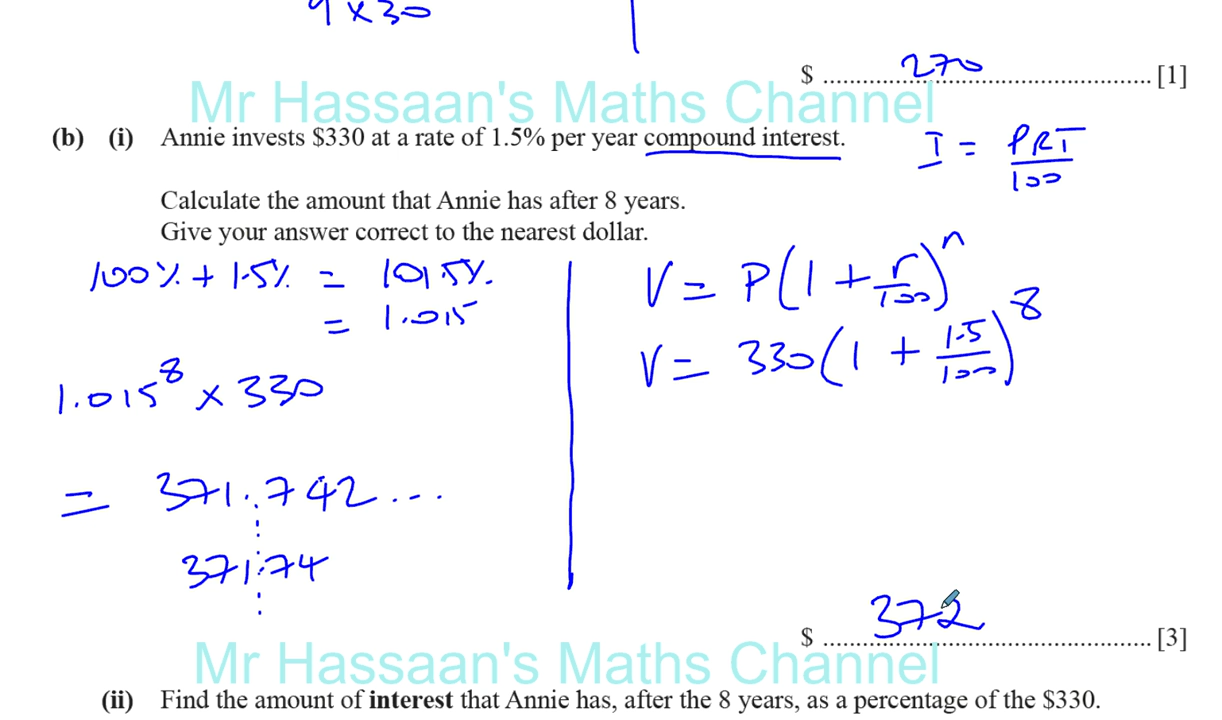 9 × 30
$ ........ 270 ........ [1]
Mr Hassaan's Maths Channel
(b) (i) Annie invests $330 at a rate of 1.5% per year compound interest.
I = PRT/100
Calculate the amount that Annie has after 8 years.
Give your answer correct to the nearest dollar.
100% + 1.5% = 101.5%
= 1.015
1.015^8 × 330
= 371.742...
371.74
V = P(1 + r/100)^n
V = 330(1 + 1.5/100)^8
$ ........ 372 ........ [3]
Mr Hassaan's Maths Channel
(ii) Find the amount of interest that Annie has, after the 8 years, as a percentage of the $330.